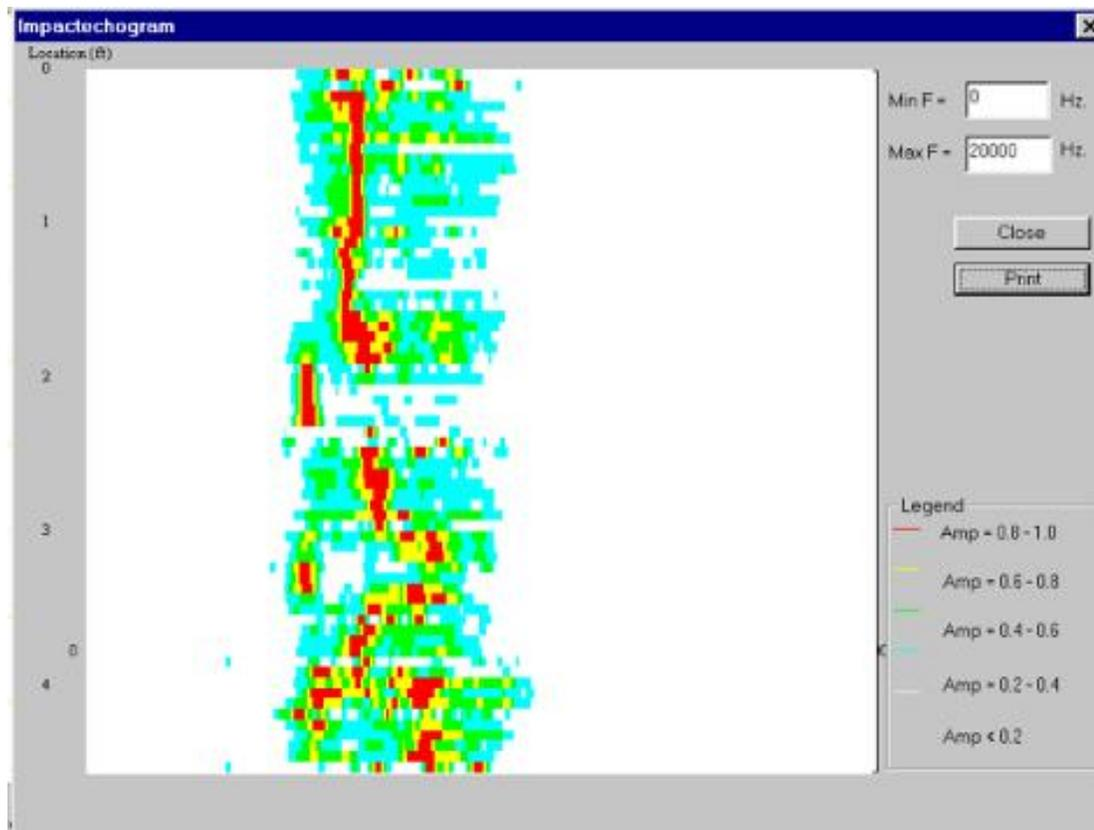 Impactechogram
Location (ft)
0
1
2
3
0
4
Min F = 0 Hz.
Max F = 20000 Hz.
Close
Print
Legend
Amp = 0.8 - 1.0
Amp = 0.6 - 0.8
Amp = 0.4 - 0.6
Amp = 0.2 - 0.4
Amp < 0.2